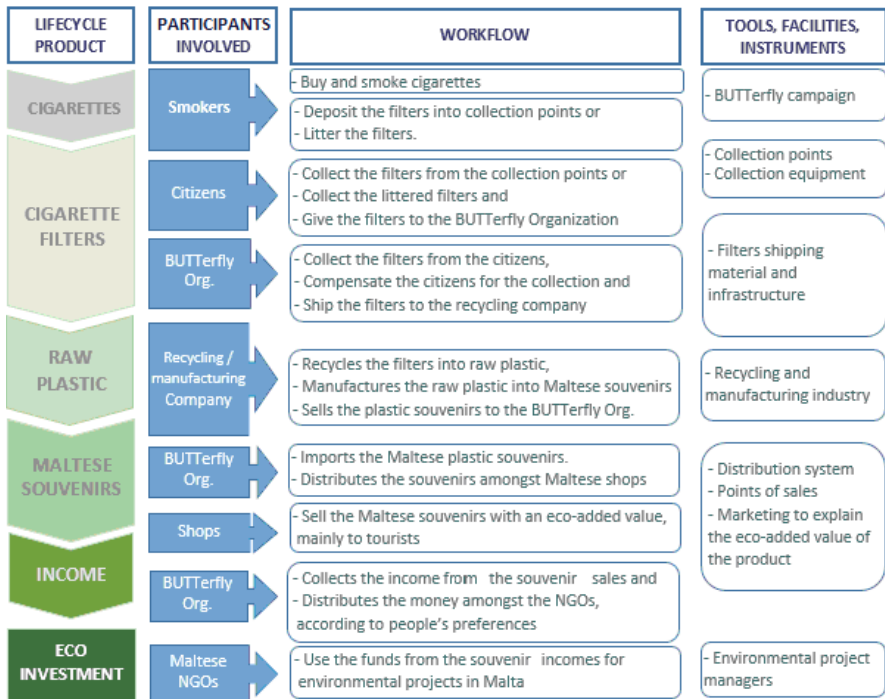 LIFECYCLE
PRODUCT
PARTICIPANTS
INVOLVED
WORKFLOW
TOOLS, FACILITIES,
INSTRUMENTS
CIGARETTES
Smokers
- Buy and smoke cigarettes
- Deposit the filters into collection points or
- Litter the filters.
- BUTTerfly campaign
CIGARETTE
FILTERS
Citizens
- Collect the filters from the collection points or
- Collect the littered filters and
- Give the filters to the BUTTerfly Organization
- Collection points
- Collection equipment
BUTTerfly
Org.
- Collect the filters from the citizens,
- Compensate the citizens for the collection and
- Ship the filters to the recycling company
- Filters shipping
material and
infrastructure
RAW
PLASTIC
Recycling /
manufacturing
Company
- Recycles the filters into raw plastic,
- Manufactures the raw plastic into Maltese souvenirs
- Sells the plastic souvenirs to the BUTTerfly Org.
- Recycling and
manufacturing industry
MALTESE
SOUVENIRS
BUTTerfly
Org.
- Imports the Maltese plastic souvenirs.
- Distributes the souvenirs amongst Maltese shops
- Distribution system
- Points of sales
- Marketing to explain
the eco-added value of
the product
Shops
- Sell the Maltese souvenirs with an eco-added value,
mainly to tourists
INCOME
BUTTerfly
Org.
- Collects the income from the souvenir sales and
- Distributes the money amongst the NGOs,
according to people's preferences
ECO
INVESTMENT
Maltese
NGOs
- Use the funds from the souvenir incomes for
environmental projects in Malta
- Environmental project
managers